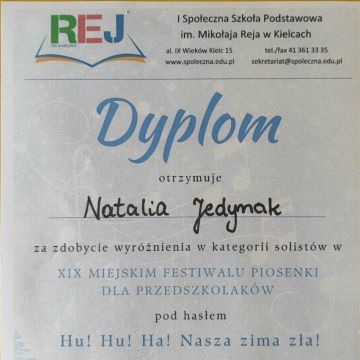 REJ
I Społeczna Szkoła Podstawowa
im. Mikołaja Reja w Kielcach
al. IX Wieków Kielc 15 tel./fax 41 361 33 35
www.spoleczna.edu.pl sekretariat@spoleczna.edu.pl
Dyplom
otrzymuje
Natalia Jedynak
za zdobycie wyróżnienia w kategorii solistów w
XIX MIEJSKIM FESTIWALU PIOSENKI
DLA PRZEDSZKOLAKÓW
pod hasłem
Hu! Hu! Ha! Nasza zima zła!